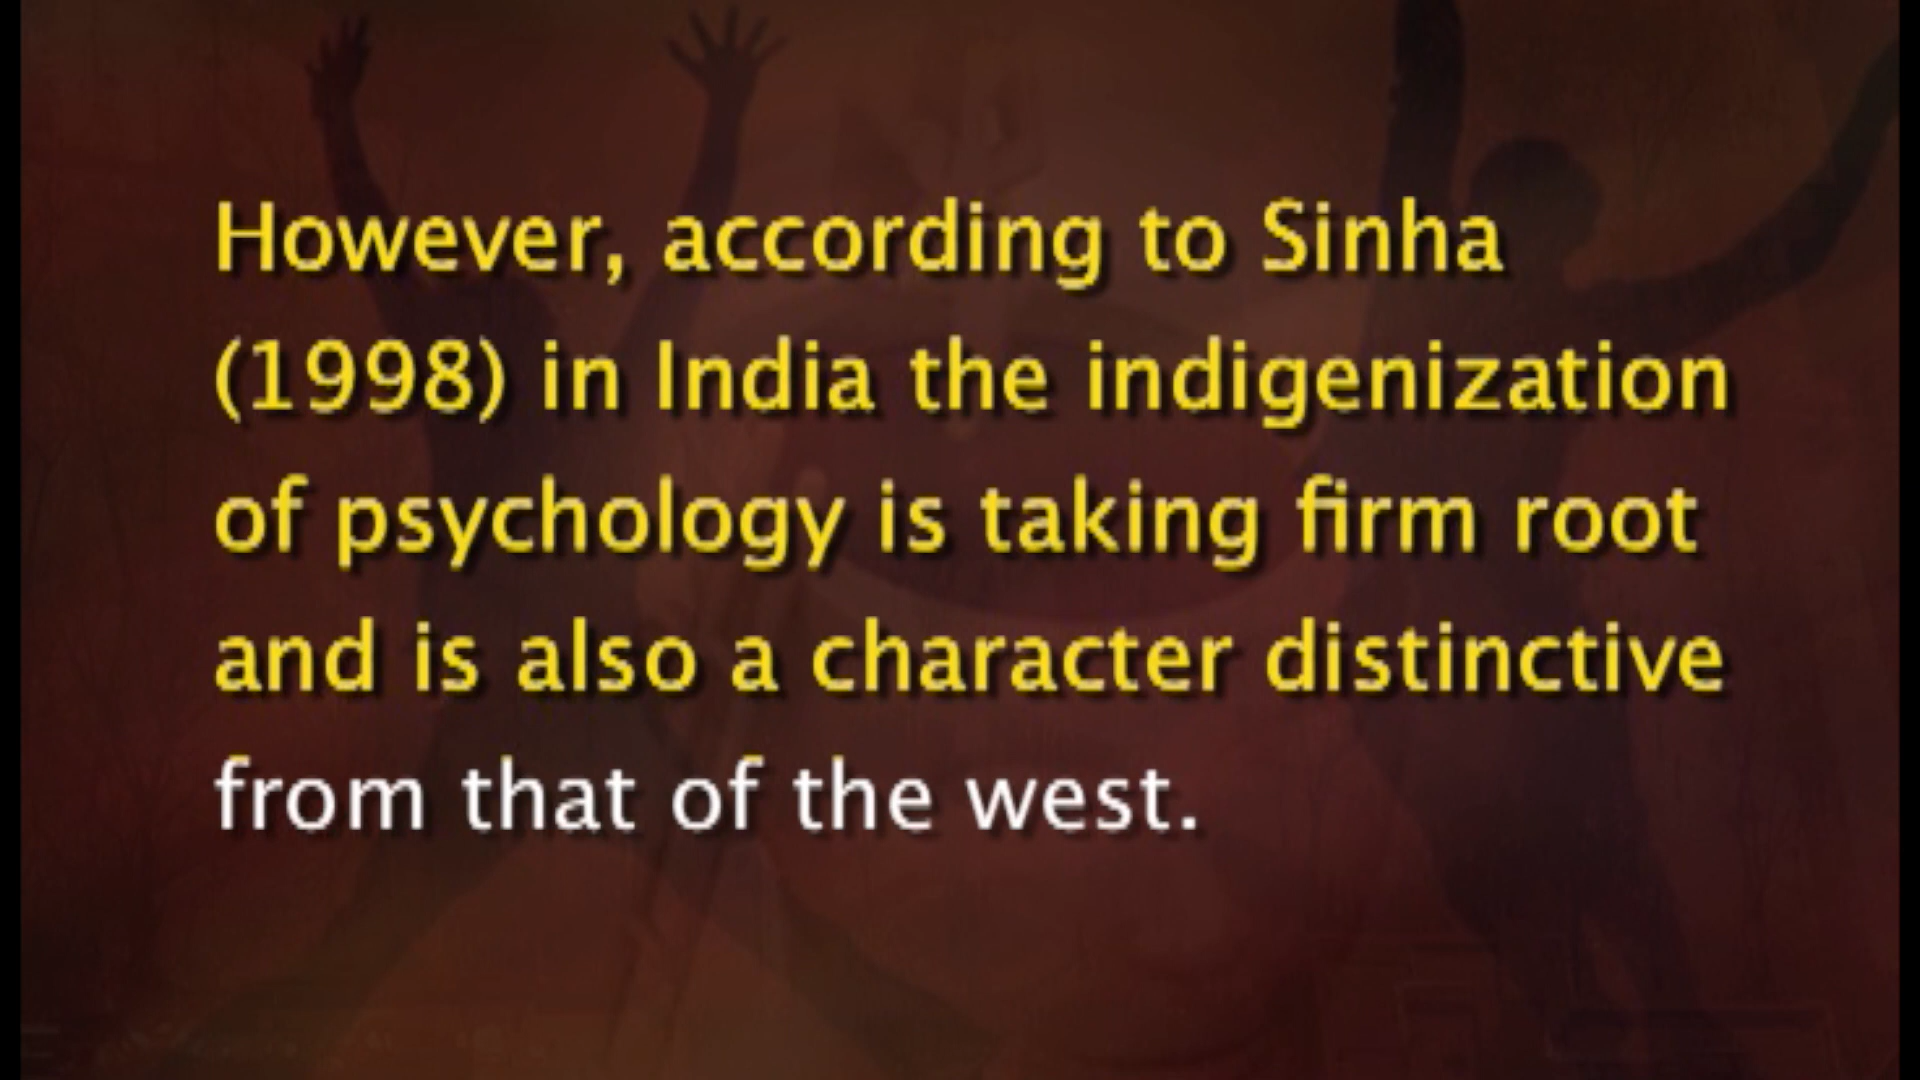 However, according to Sinha
(1998) in India the indigenization
of psychology is taking firm root
and is also a character distinctive
from that of the west.